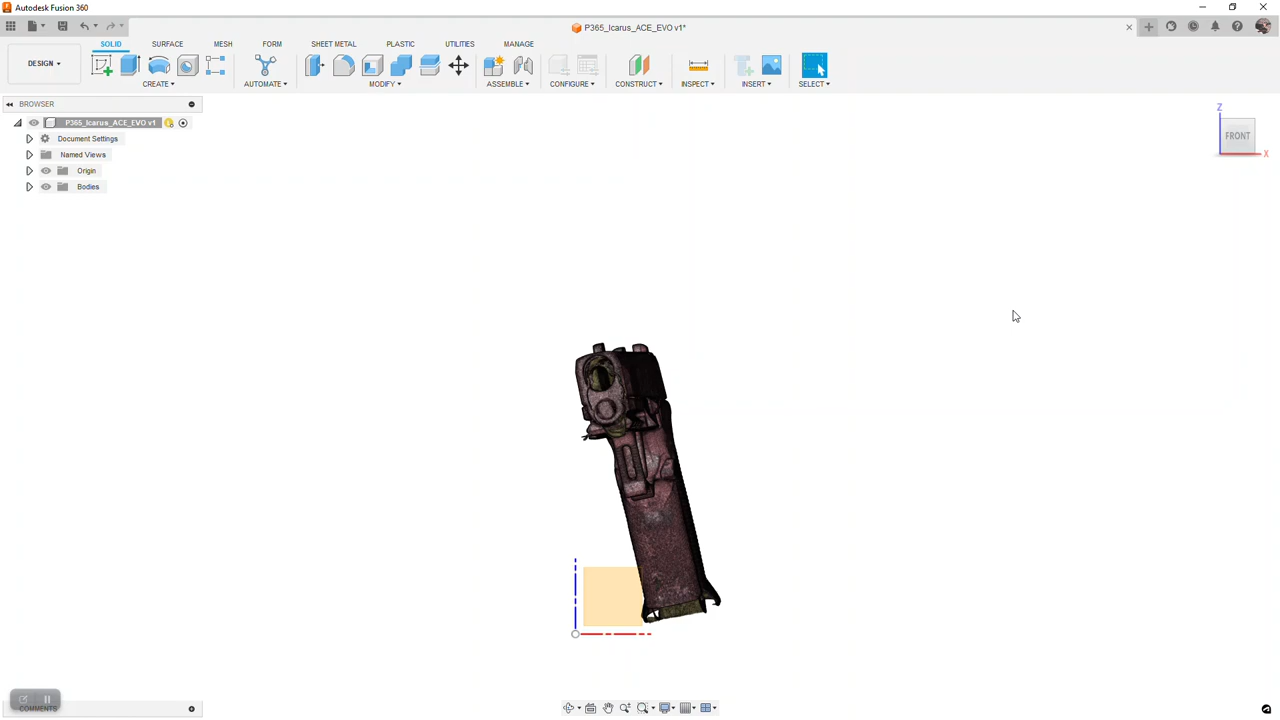 Autodesk Fusion 360
P365_Icarus_ACE_EVO v1*
DESIGN
SOLID SURFACE MESH FORM SHEET METAL PLASTIC UTILITIES MANAGE
CREATE AUTOMATE MODIFY ASSEMBLE CONFIGURE CONSTRUCT INSPECT INSERT SELECT
BROWSER
P365_Icarus_ACE_EVO v1
Document Settings
Named Views
Origin
Bodies
Z
FRONT
X
COMMENTS